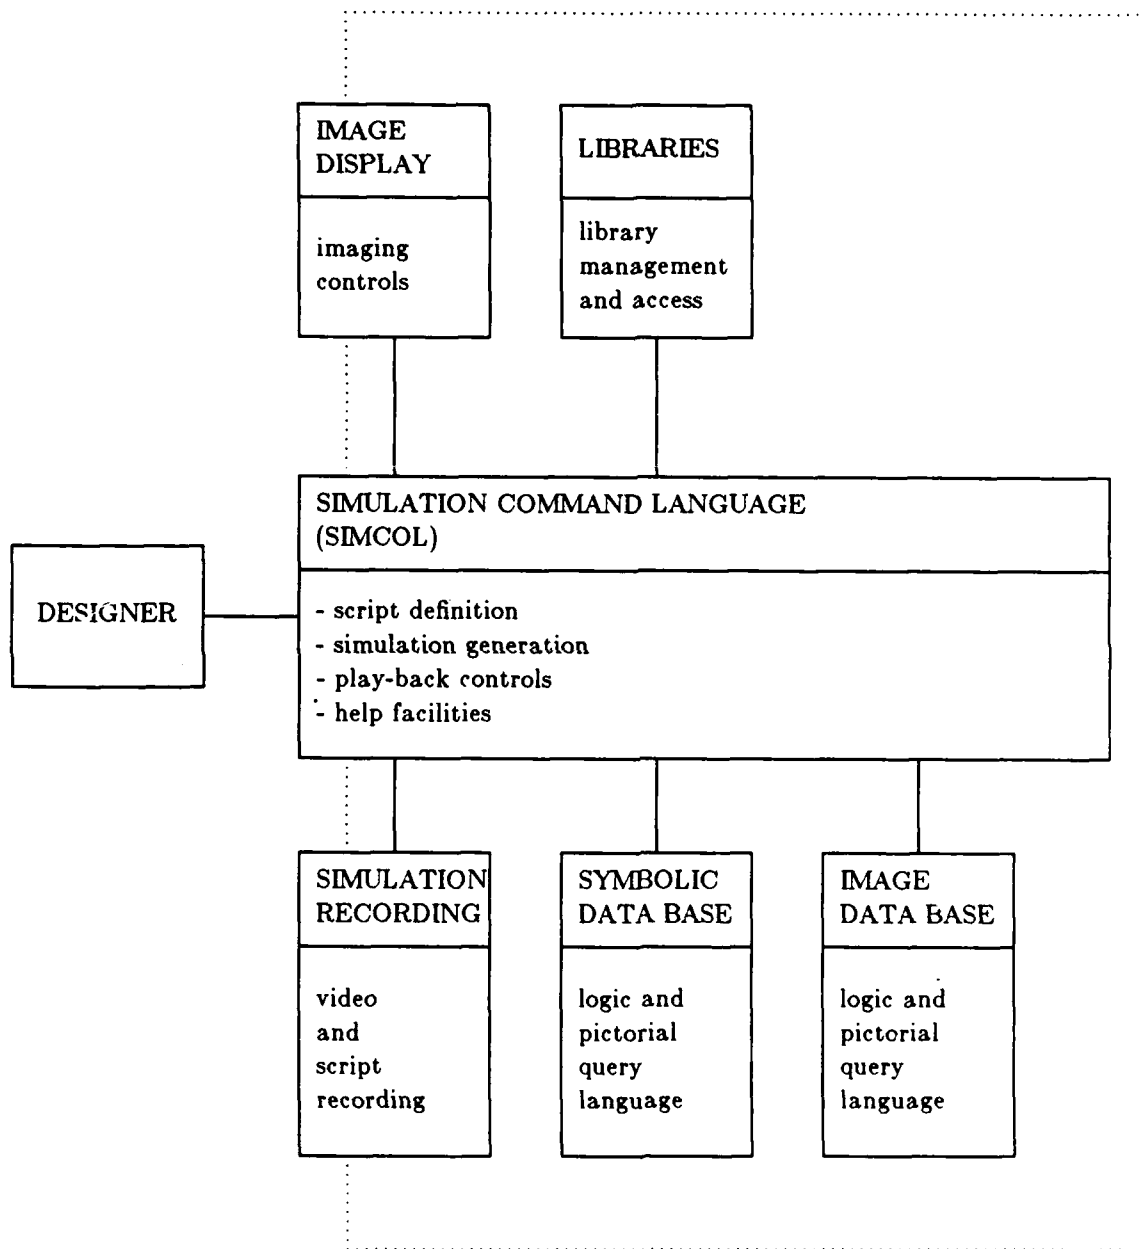 IMAGE
DISPLAY
imaging
controls
LIBRARIES
library
management
and access
SIMULATION COMMAND LANGUAGE
(SIMCOL)
- script definition
- simulation generation
- play-back controls
- help facilities
DESIGNER
SIMULATION
RECORDING
video
and
script
recording
SYMBOLIC
DATA BASE
logic and
pictorial
query
language
IMAGE
DATA BASE
logic and
pictorial
query
language